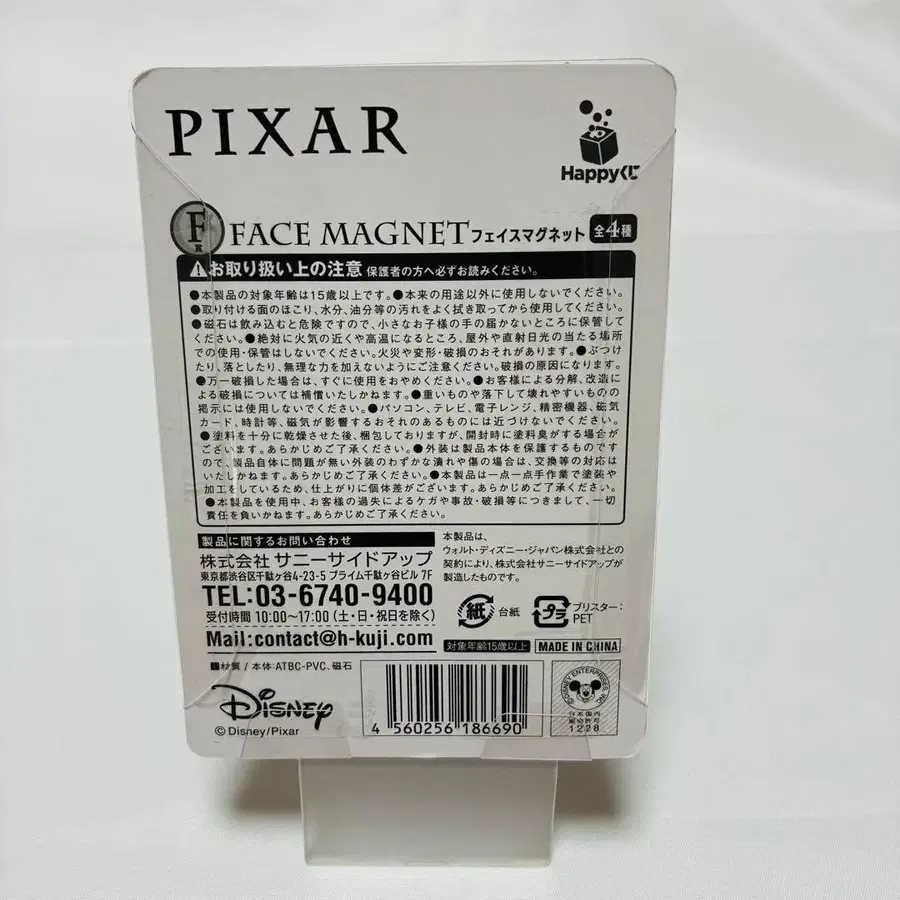 PIXAR
Happyくじ
F賞
FACE MAGNET フェイスマグネット 全4種
お取り扱い上の注意 保護者の方へ必ずお読みください。
●本製品の対象年齢は15歳以上です。●本来の用途以外に使用しないでください。
●取り付ける面のほこり、水分、油分等の汚れをよく拭き取ってから使用してください。
●磁石は飲み込むと危険ですので、小さなお子様の手の届かないところに保管して
ください。●絶対に火気の近くや高温になるところ、屋外や直射日光の当たる場所
での使用・保管はしないでください。火災や変形・破損のおそれがあります。●ぶつけ
たり、落としたり、無理な力を加えないようにご注意ください。破損の原因になります。
●万一破損した場合は、すぐに使用をおやめください。●お客様による分解、改造に
よる破損については補償いたしかねます。●重いものや落下して壊れやすいものの
掲示には使用しないでください。●パソコン、テレビ、電子レンジ、精密機器、磁気
カード、時計等、磁気が影響するおそれのあるものには近づけないでください。
●塗料を十分に乾燥させた後、梱包しておりますが、開封時に塗料臭がする場合が
ございます。あらかじめご了承ください。●外装は製品本体を保護するものです
ので、製品自体に問題が無い外装のわずかな潰れや傷の場合は、交換等の対応は
いたしかねます。あらかじめご了承ください。●本製品は一点一点手作業で塗装や
加工をしているため、仕上がりに個体差がございます。あらかじめご了承ください。
●本製品を使用中、お客様の過失によるケガや事故・破損等につきまして、一切
責任を負いかねます。あらかじめご了承ください。
製品に関するお問い合わせ
株式会社 サニーサイドアップ
東京都渋谷区千駄ヶ谷4-23-5 プライム千駄ヶ谷ビル 7F
TEL:03-6740-9400
受付時間 10:00〜17:00(土・日・祝日を除く)
Mail:contact@h-kuji.com
本製品は、
ウォルト・ディズニー・ジャパン株式会社との
契約により、株式会社サニーサイドアップが
製造したものです。
紙 台紙
プラ ブリスター:
PET
対象年齢15歳以上
MADE IN CHINA
■材質 / 本体:ATBC-PVC、磁石
Disney
©Disney/Pixar
4 560256 186690
©DISNEY ENTERPRISES, INC.
日本国内
販売許可
1228